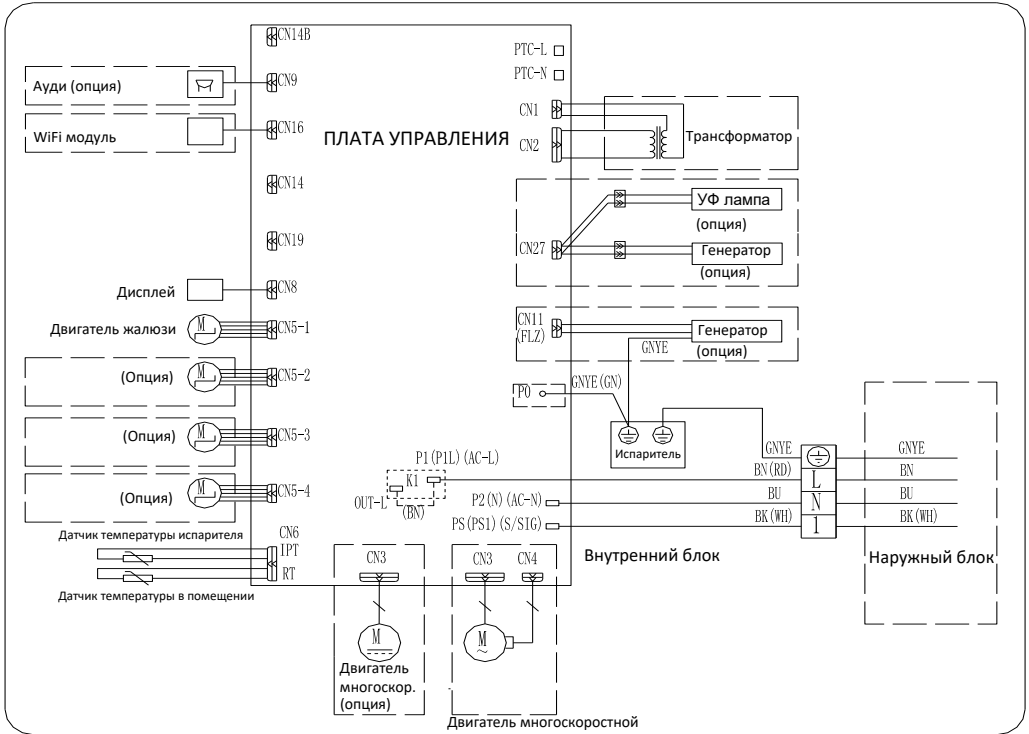 CN14B
PTC-L
PTC-N
Ауди (опция)
CN9
WiFi модуль
CN16
ПЛАТА УПРАВЛЕНИЯ
CN1
CN2
Трансформатор
CN14
CN19
CN27
УФ лампа
(опция)
Генератор
(опция)
Дисплей
CN8
Двигатель жалюзи
M
CN5-1
CN11
(FLZ)
Генератор
(опция)
GNYE
(Опция)
M
CN5-2
P0
GNYE(GN)
Испаритель
(Опция)
M
CN5-3
(Опция)
M
CN5-4
P1(P1L)(AC-L)
K1
OUT-L
(BN)
P2(N)(AC-N)
PS(PS1)(S/SIG)
GNYE
BN(RD)
L
BU
N
BK(WH)
1
GNYE
BN
BU
BK(WH)
Внутренний блок
Наружный блок
Датчик температуры испарителя
CN6
IPT
RT
Датчик температуры в помещении
CN3
M
Двигатель
многоскор.
(опция)
CN3
CN4
M
~
Двигатель многоскоростной